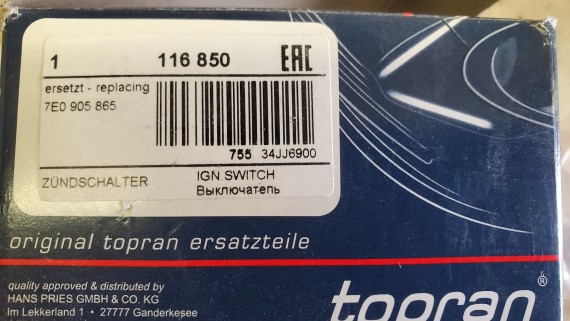 1 116 850 EAC
ersetzt - replacing
7E0 905 865
755 34JJ6900
ZÜNDSCHALTER
IGN.SWITCH
Выключатель
original topran ersatzteile
quality approved & distributed by
HANS PRIES GMBH & CO. KG
Im Lekkerland 1 • 27777 Ganderkesee
topran®